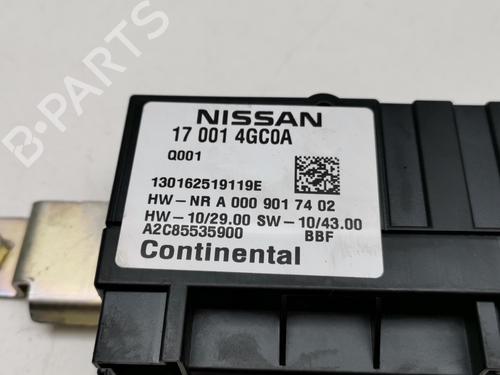 NISSAN
17 001 4GC0A
Q001
130162519119E
HW-NR A 000 901 74 02
HW-10/29.00 SW-10/43.00
A2C85535900 BBF
Continental
B-PARTS